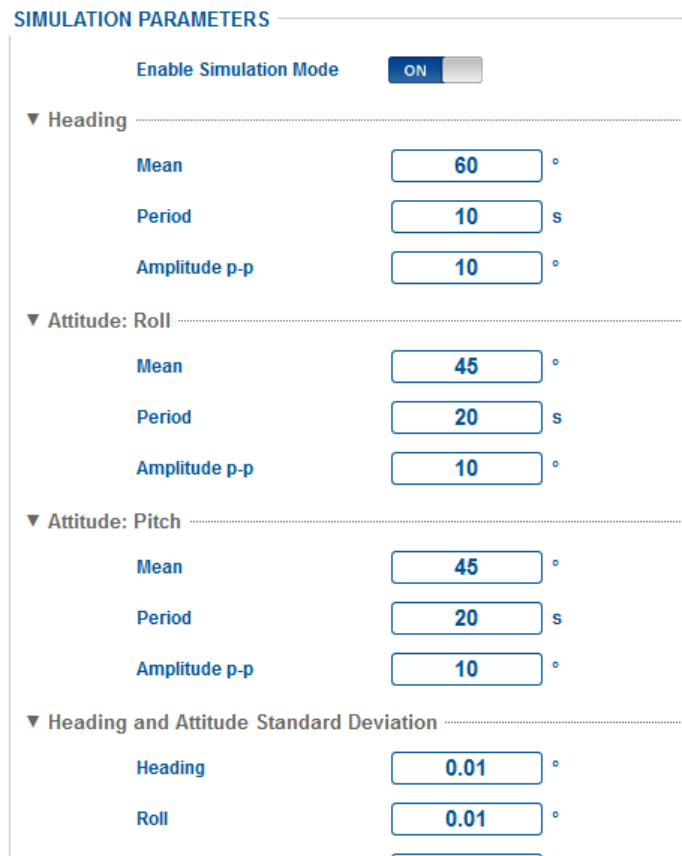 SIMULATION PARAMETERS
Enable Simulation Mode ON
▼ Heading
Mean 60 °
Period 10 s
Amplitude p-p 10 °
▼ Attitude: Roll
Mean 45 °
Period 20 s
Amplitude p-p 10 °
▼ Attitude: Pitch
Mean 45 °
Period 20 s
Amplitude p-p 10 °
▼ Heading and Attitude Standard Deviation
Heading 0.01 °
Roll 0.01 °